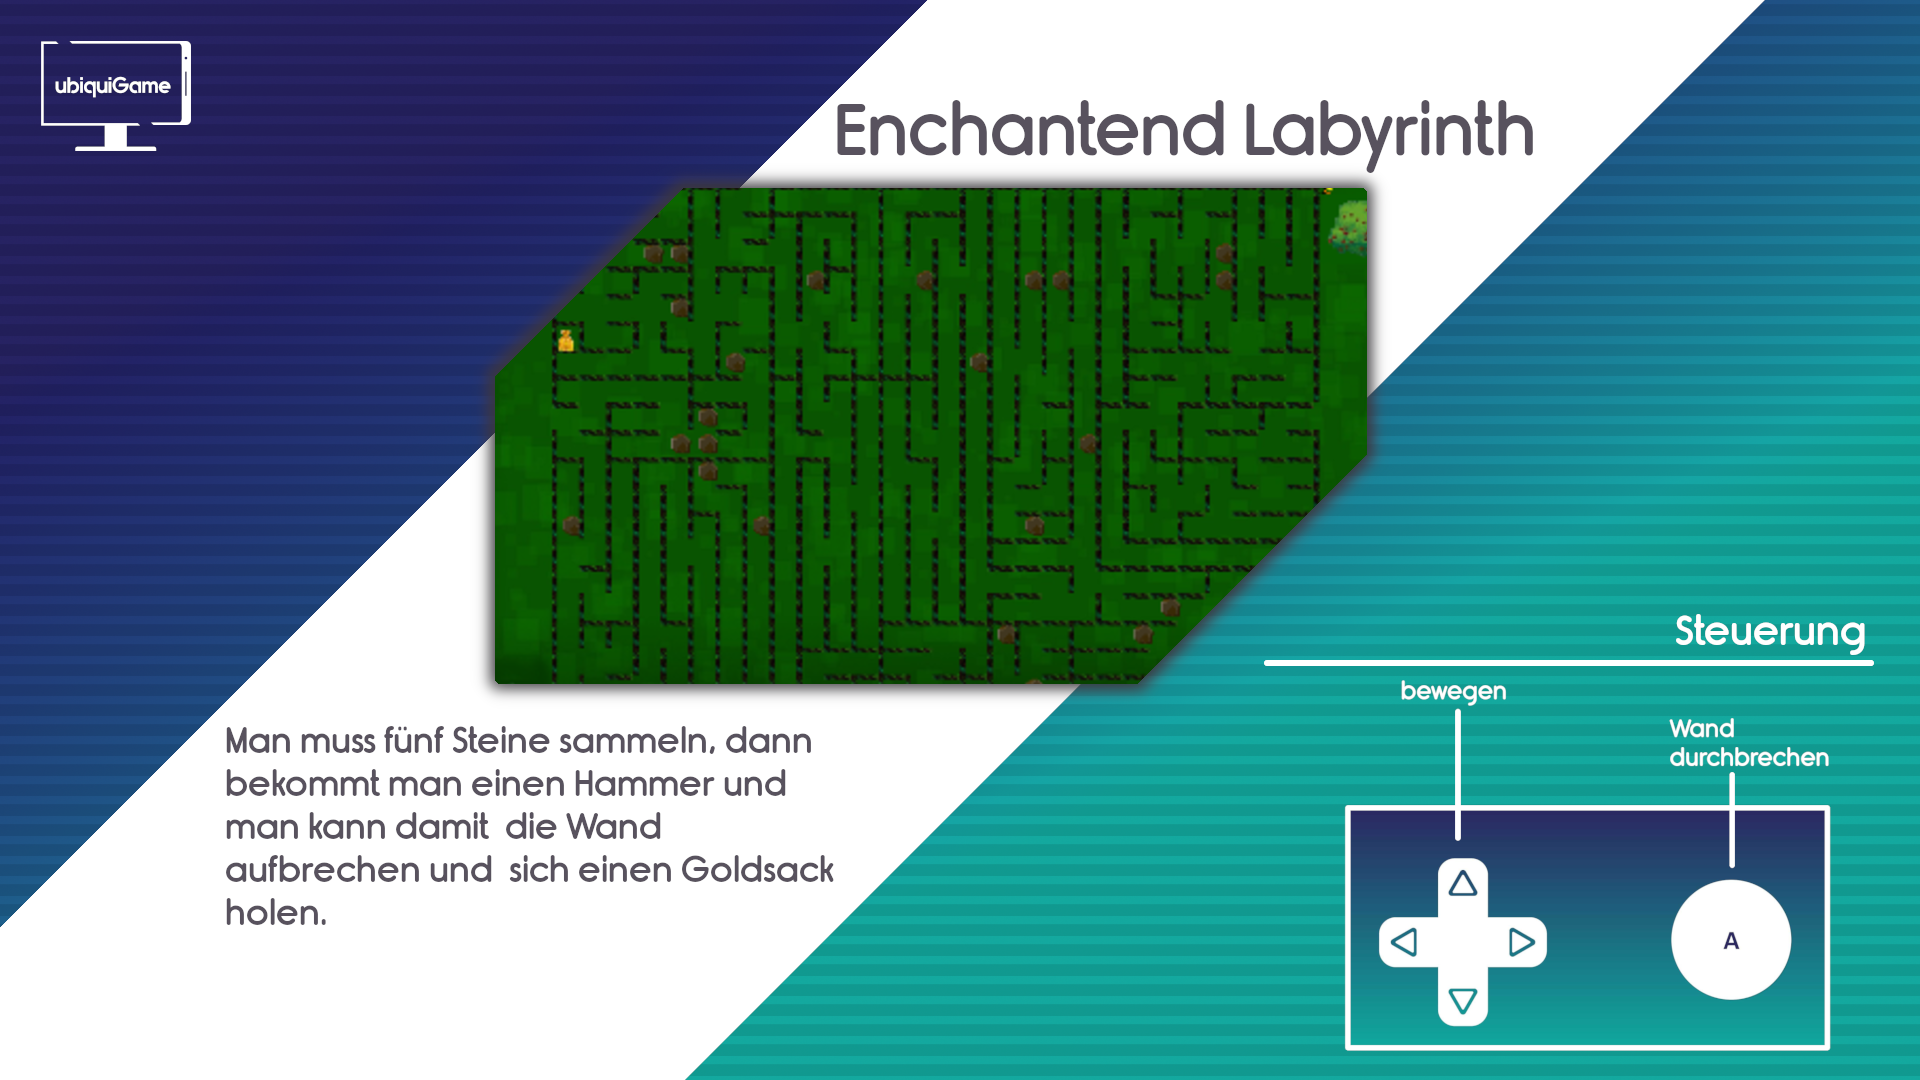 ubiquiGame
Enchantend Labyrinth
Man muss fünf Steine sammeln, dann
bekommt man einen Hammer und
man kann damit  die Wand
aufbrechen und  sich einen Goldsack
holen.
Steuerung
bewegen
Wand
durchbrechen
A